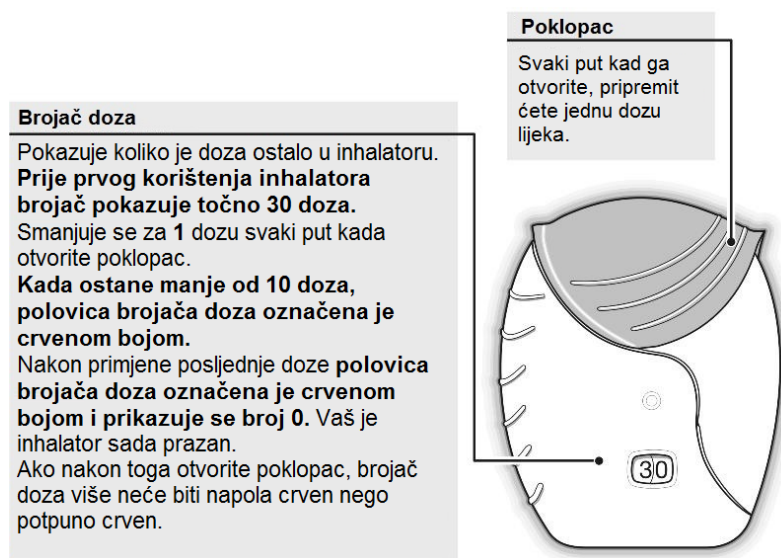 Poklopac
Svaki put kad ga
otvorite, pripremit
ćete jednu dozu
lijeka.
Brojač doza
Pokazuje koliko je doza ostalo u inhalatoru.
Prije prvog korištenja inhalatora
brojač pokazuje točno 30 doza.
Smanjuje se za 1 dozu svaki put kada
otvorite poklopac.
Kada ostane manje od 10 doza,
polovica brojača doza označena je
crvenom bojom.
Nakon primjene posljednje doze polovica
brojača doza označena je crvenom
bojom i prikazuje se broj 0. Vaš je
inhalator sada prazan.
Ako nakon toga otvorite poklopac, brojač
doza više neće biti napola crven nego
potpuno crven.
30